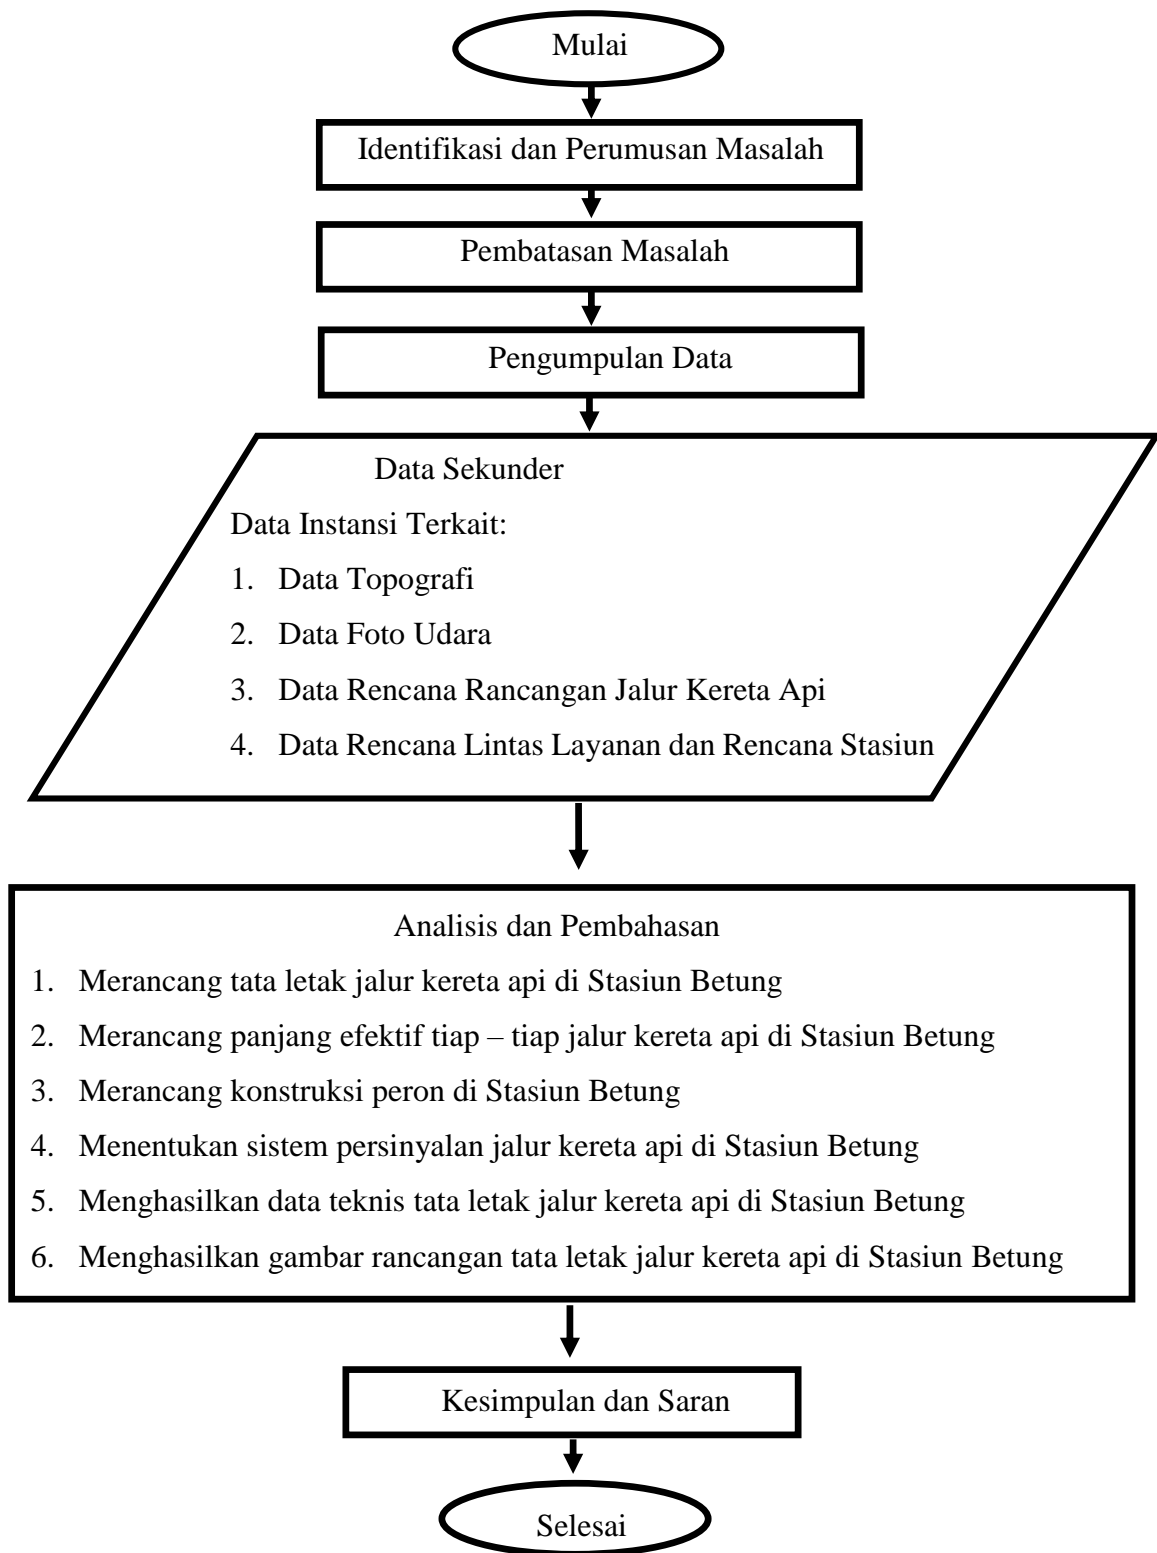 Mulai
Identifikasi dan Perumusan Masalah
Pembatasan Masalah
Pengumpulan Data
Data Sekunder
Data Instansi Terkait:
1. Data Topografi
2. Data Foto Udara
3. Data Rencana Rancangan Jalur Kereta Api
4. Data Rencana Lintas Layanan dan Rencana Stasiun
Analisis dan Pembahasan
1. Merancang tata letak jalur kereta api di Stasiun Betung
2. Merancang panjang efektif tiap – tiap jalur kereta api di Stasiun Betung
3. Merancang konstruksi peron di Stasiun Betung
4. Menentukan sistem persinyalan jalur kereta api di Stasiun Betung
5. Menghasilkan data teknis tata letak jalur kereta api di Stasiun Betung
6. Menghasilkan gambar rancangan tata letak jalur kereta api di Stasiun Betung
Kesimpulan dan Saran
Selesai